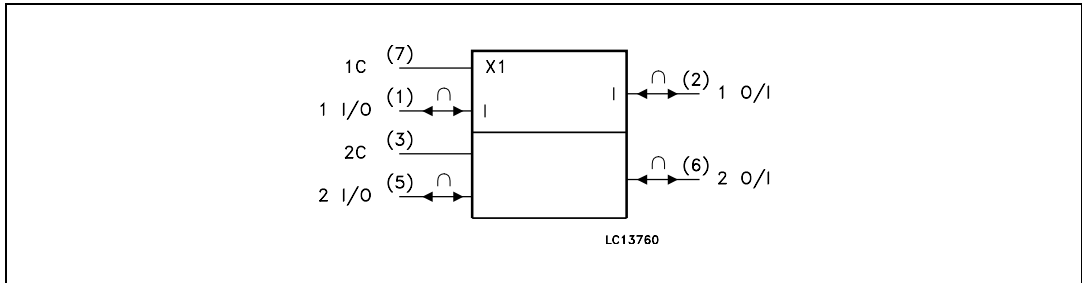 1C (7) X1
∩ (2) 1 O/I
1 I/O (1) ∩ I I
2C (3)
∩ (6) 2 O/I
2 I/O (5) ∩
LC13760